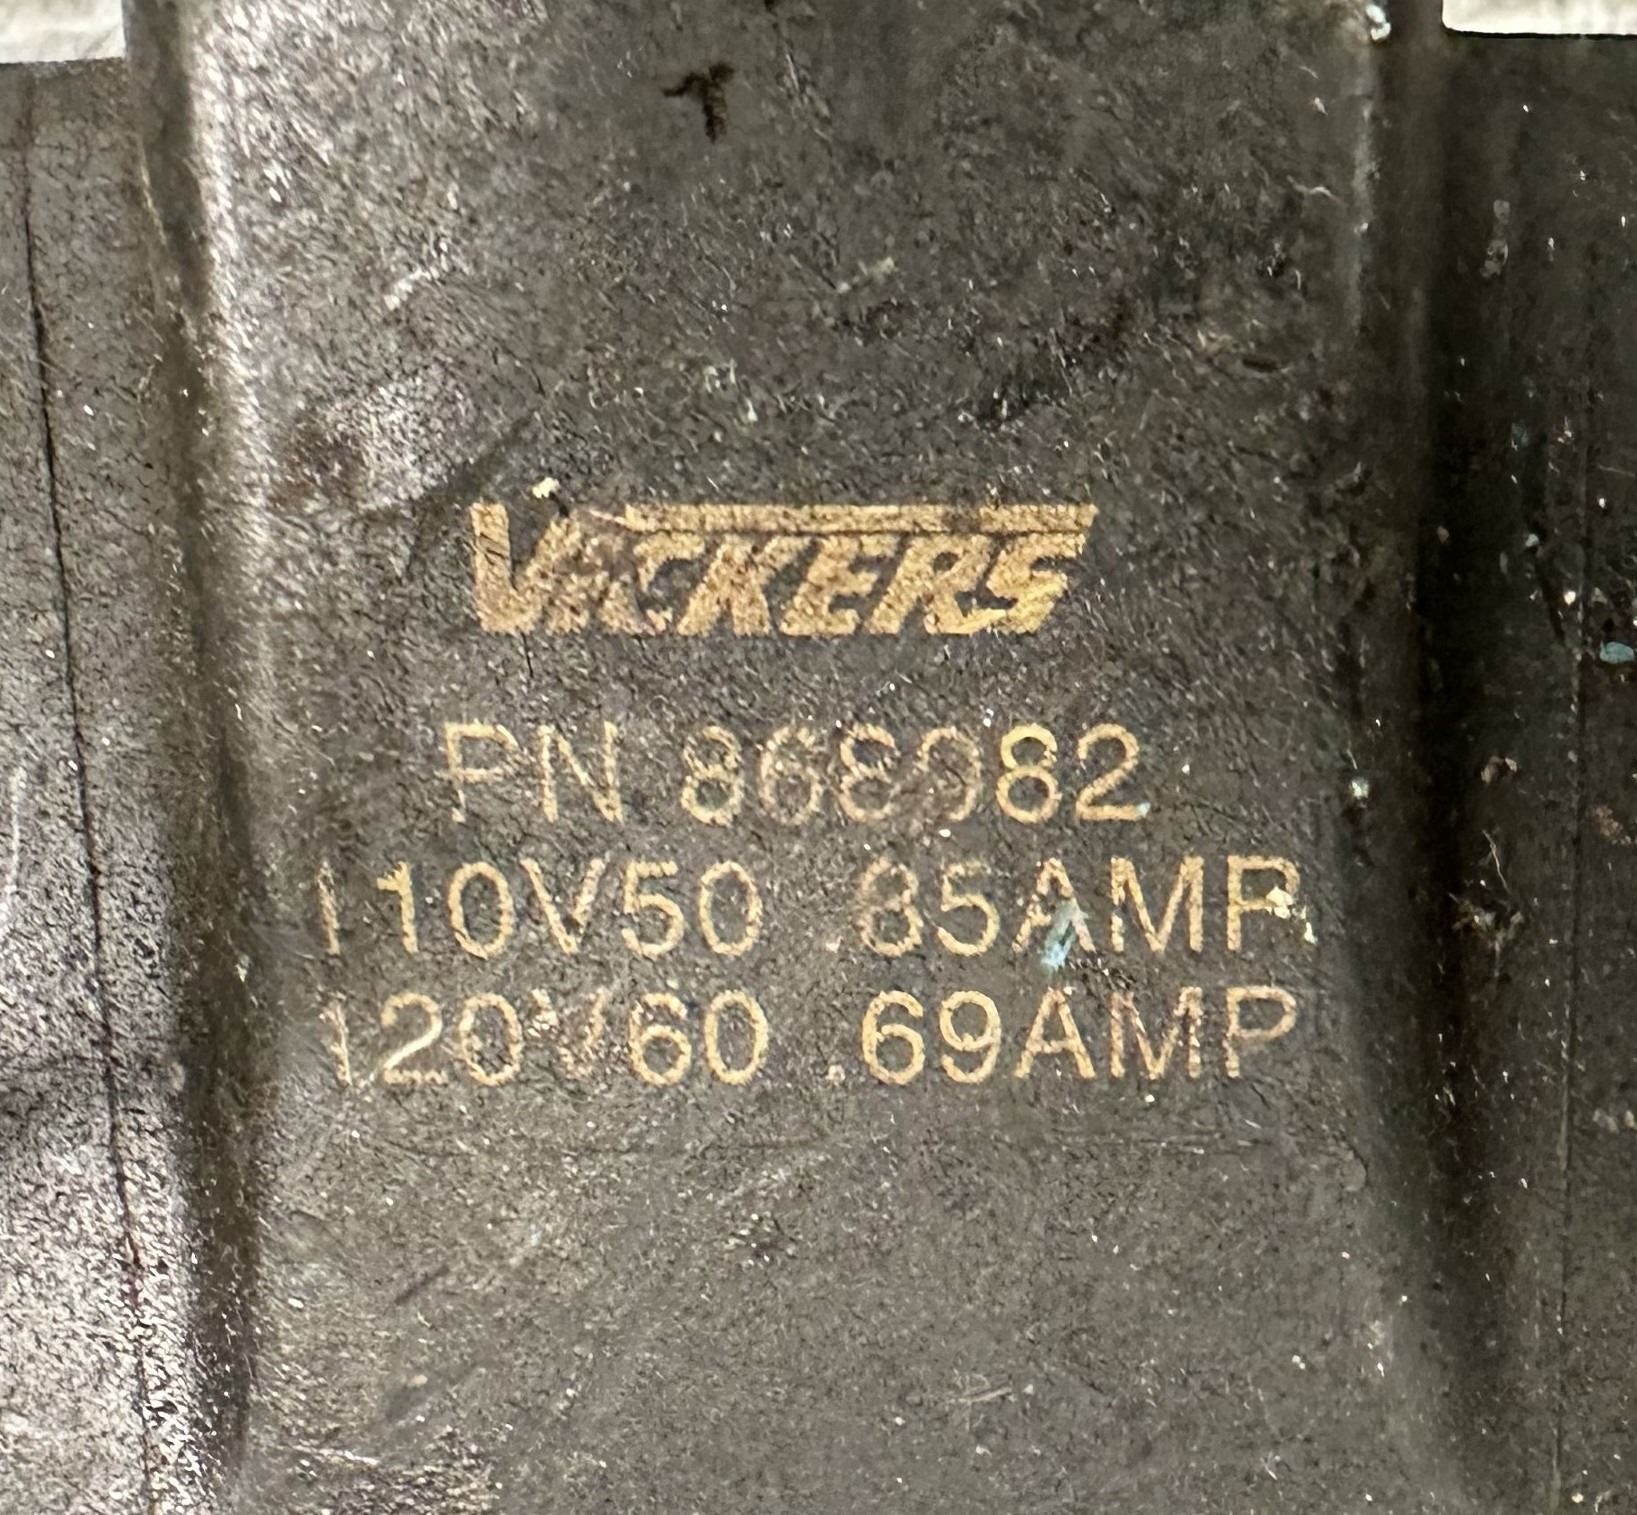 VICKERS
PN 868982
110V50 .85AMP
120V60 .69AMP